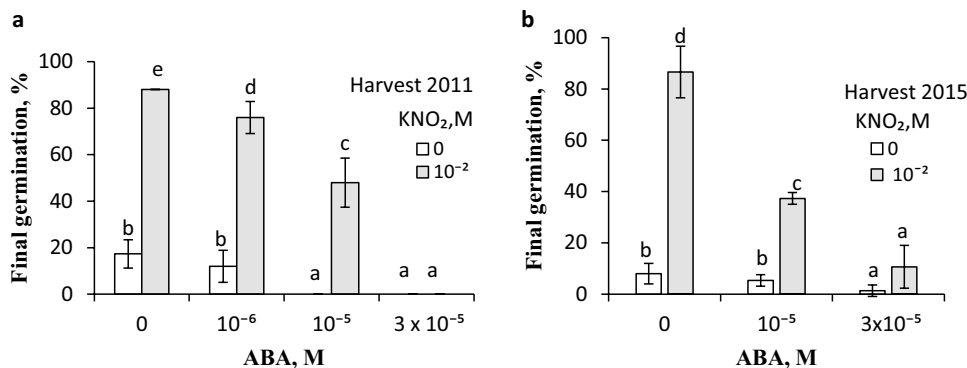 a
Final germination, %
100
80
60
40
20
0
e
d
c
b
b
a
a
a
Harvest 2011
KNO₂,M
0
10⁻²
0
10⁻⁶
10⁻⁵
3 x 10⁻⁵
ABA, M
b
Final germination, %
100
80
60
40
20
0
d
c
b
b
a
a
Harvest 2015
KNO₂,M
0
10⁻²
0
10⁻⁵
3x10⁻⁵
ABA, M